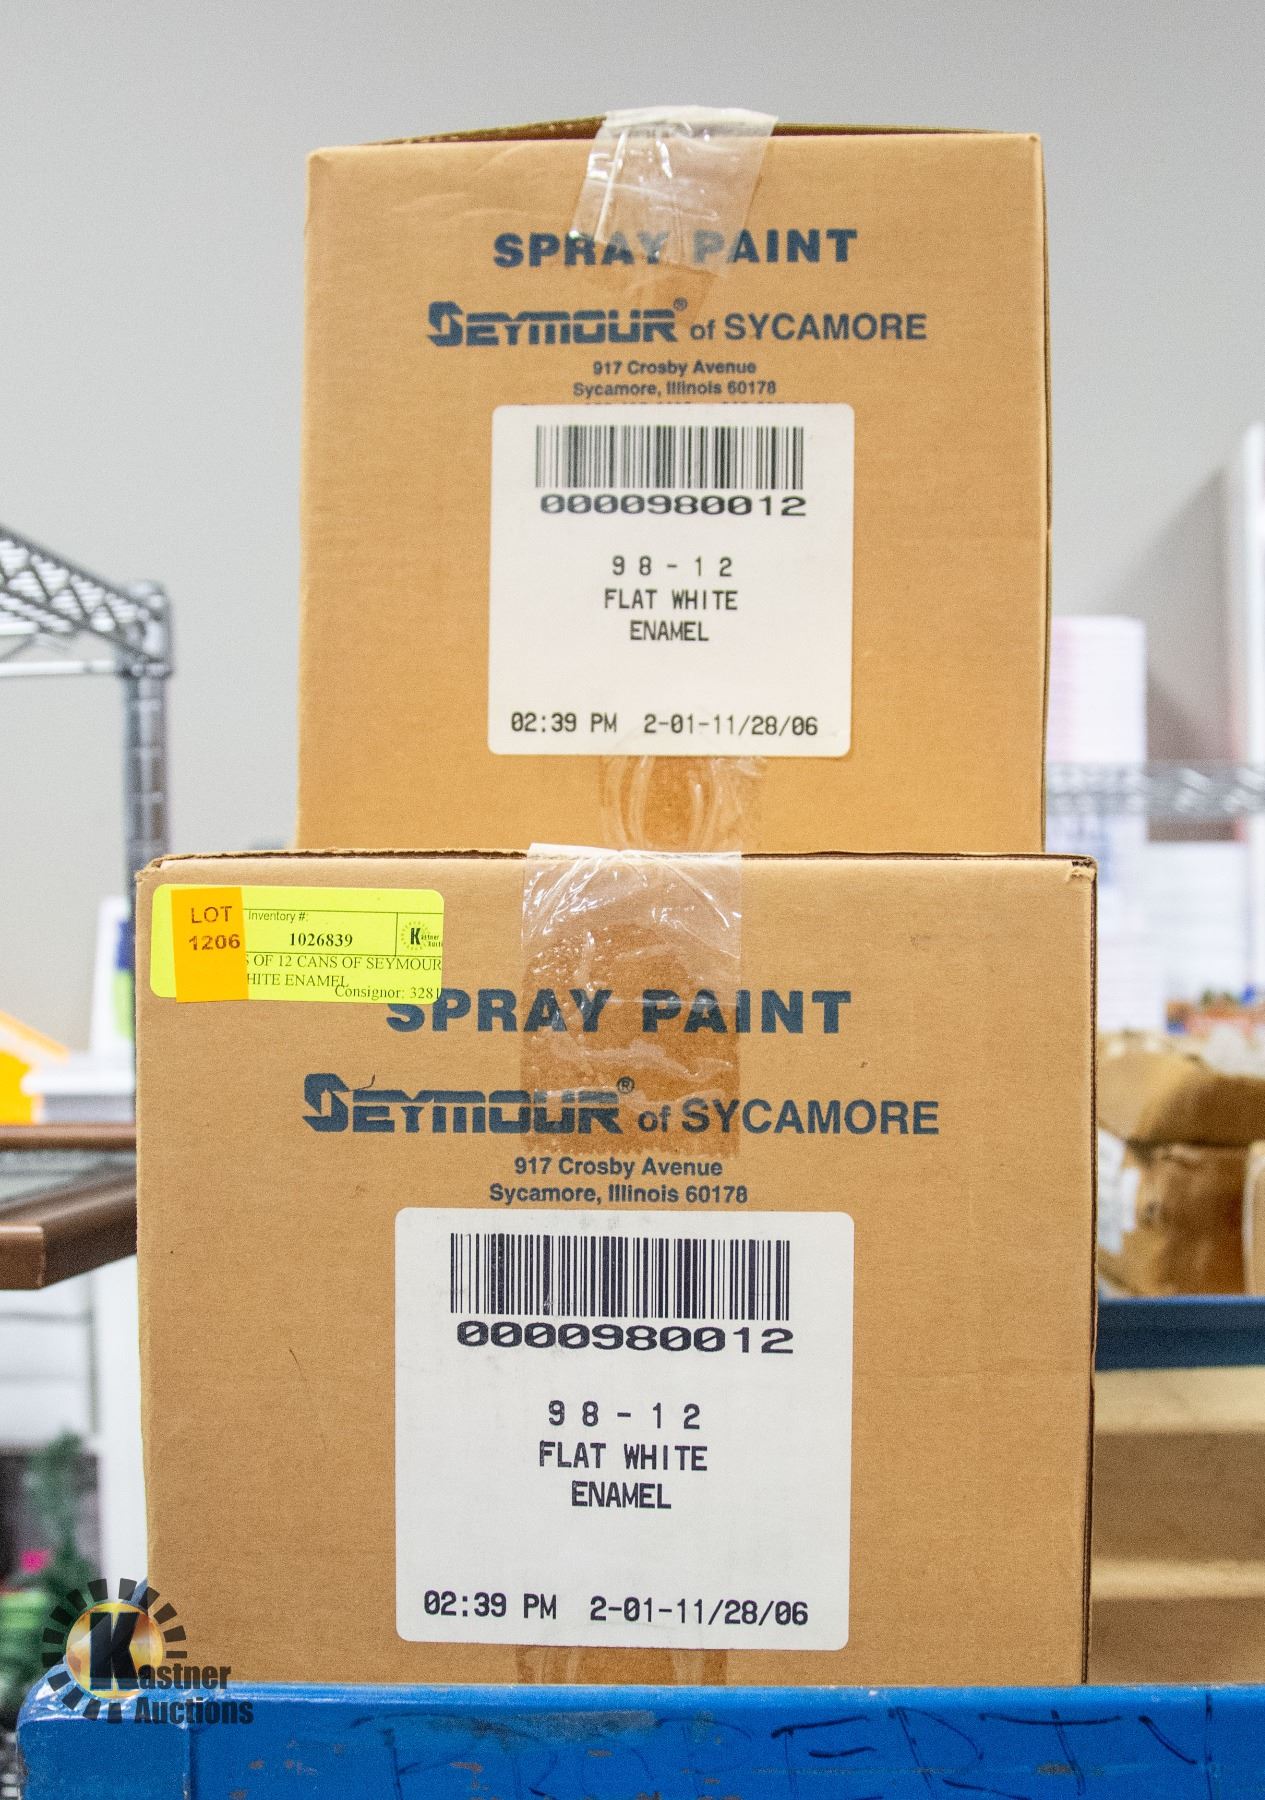 SPRAY PAINT
SEYMOUR® of SYCAMORE
917 Crosby Avenue
Sycamore, Illinois 60178
0000980012
98-12
FLAT WHITE
ENAMEL
02:39 PM 2-01-11/28/06
LOT
1206
Inventory #:
1026839
Kastner
OF 12 CANS OF SEYMOUR
ENAMEL
Consignor: 3281
SPRAY PAINT
SEYMOUR® of SYCAMORE
917 Crosby Avenue
Sycamore, Illinois 60178
0000980012
98-12
FLAT WHITE
ENAMEL
02:39 PM 2-01-11/28/06
Kastner
Auctions